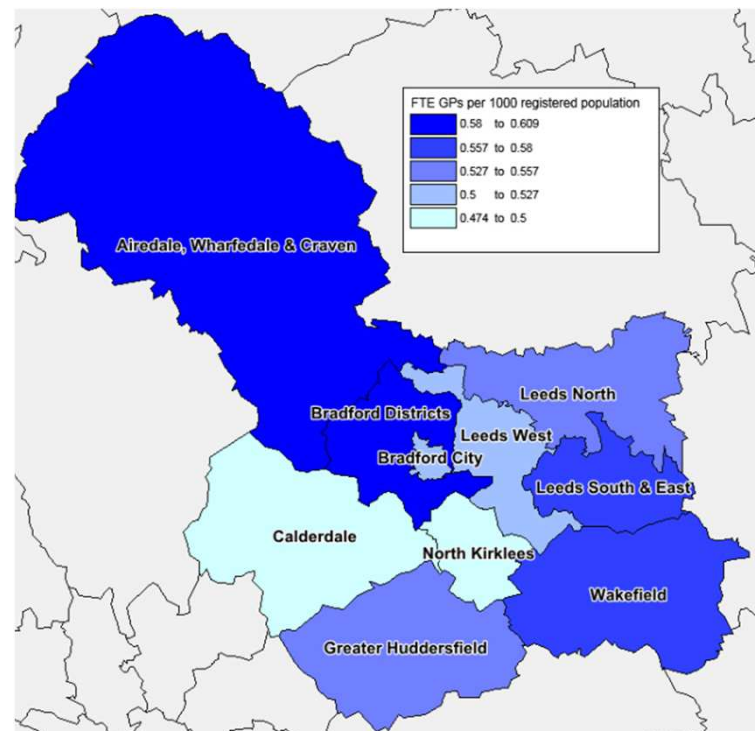 FTE GPs per 1000 registered population
0.58 to 0.609
0.557 to 0.58
0.527 to 0.557
0.5 to 0.527
0.474 to 0.5
Airedale, Wharfedale & Craven
Leeds North
Bradford Districts
Leeds West
Bradford City
Leeds South & East
Calderdale
North Kirklees
Wakefield
Greater Huddersfield